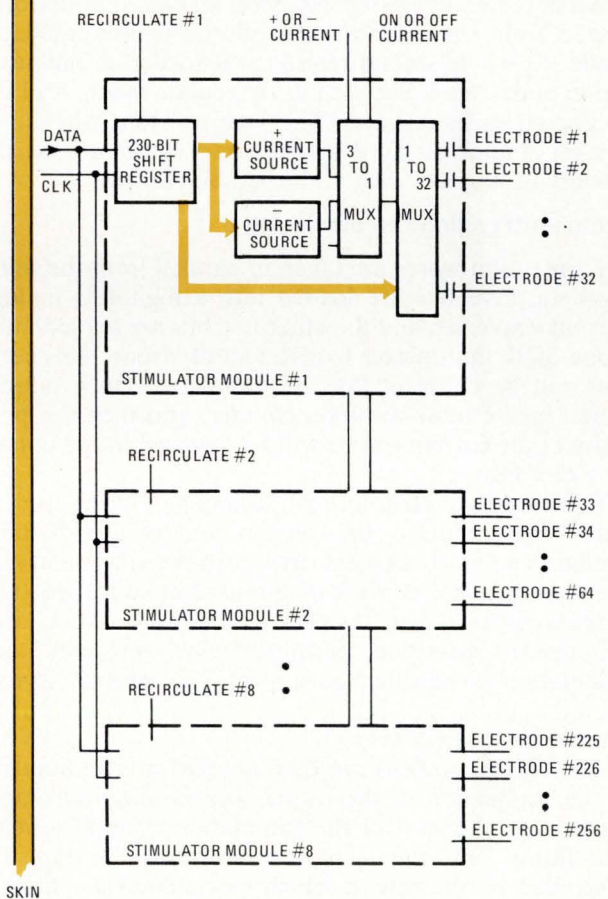 RECIRCULATE #1
+ OR –
CURRENT
ON OR OFF
CURRENT
DATA
CLK
230-BIT
SHIFT
REGISTER
+
CURRENT
SOURCE
–
CURRENT
SOURCE
3
TO
1
MUX
1
TO
32
MUX
ELECTRODE #1
ELECTRODE #2
ELECTRODE #32
STIMULATOR MODULE #1
RECIRCULATE #2
ELECTRODE #33
ELECTRODE #34
ELECTRODE #64
STIMULATOR MODULE #2
RECIRCULATE #8
ELECTRODE #225
ELECTRODE #226
ELECTRODE #256
STIMULATOR MODULE #8
SKIN